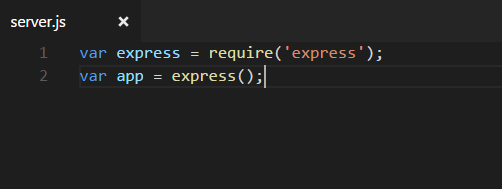 server.js ×
1 var express = require('express');
2 var app = express();